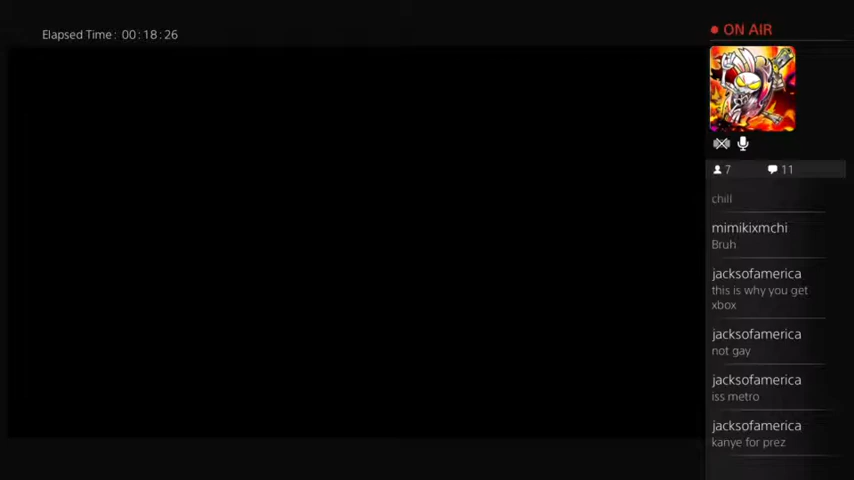 Elapsed Time: 00:18:26
ON AIR
7 11
chill
mimikixmchi
Bruh
jacksofamerica
this is why you get
xbox
jacksofamerica
not gay
jacksofamerica
iss metro
jacksofamerica
kanye for prez